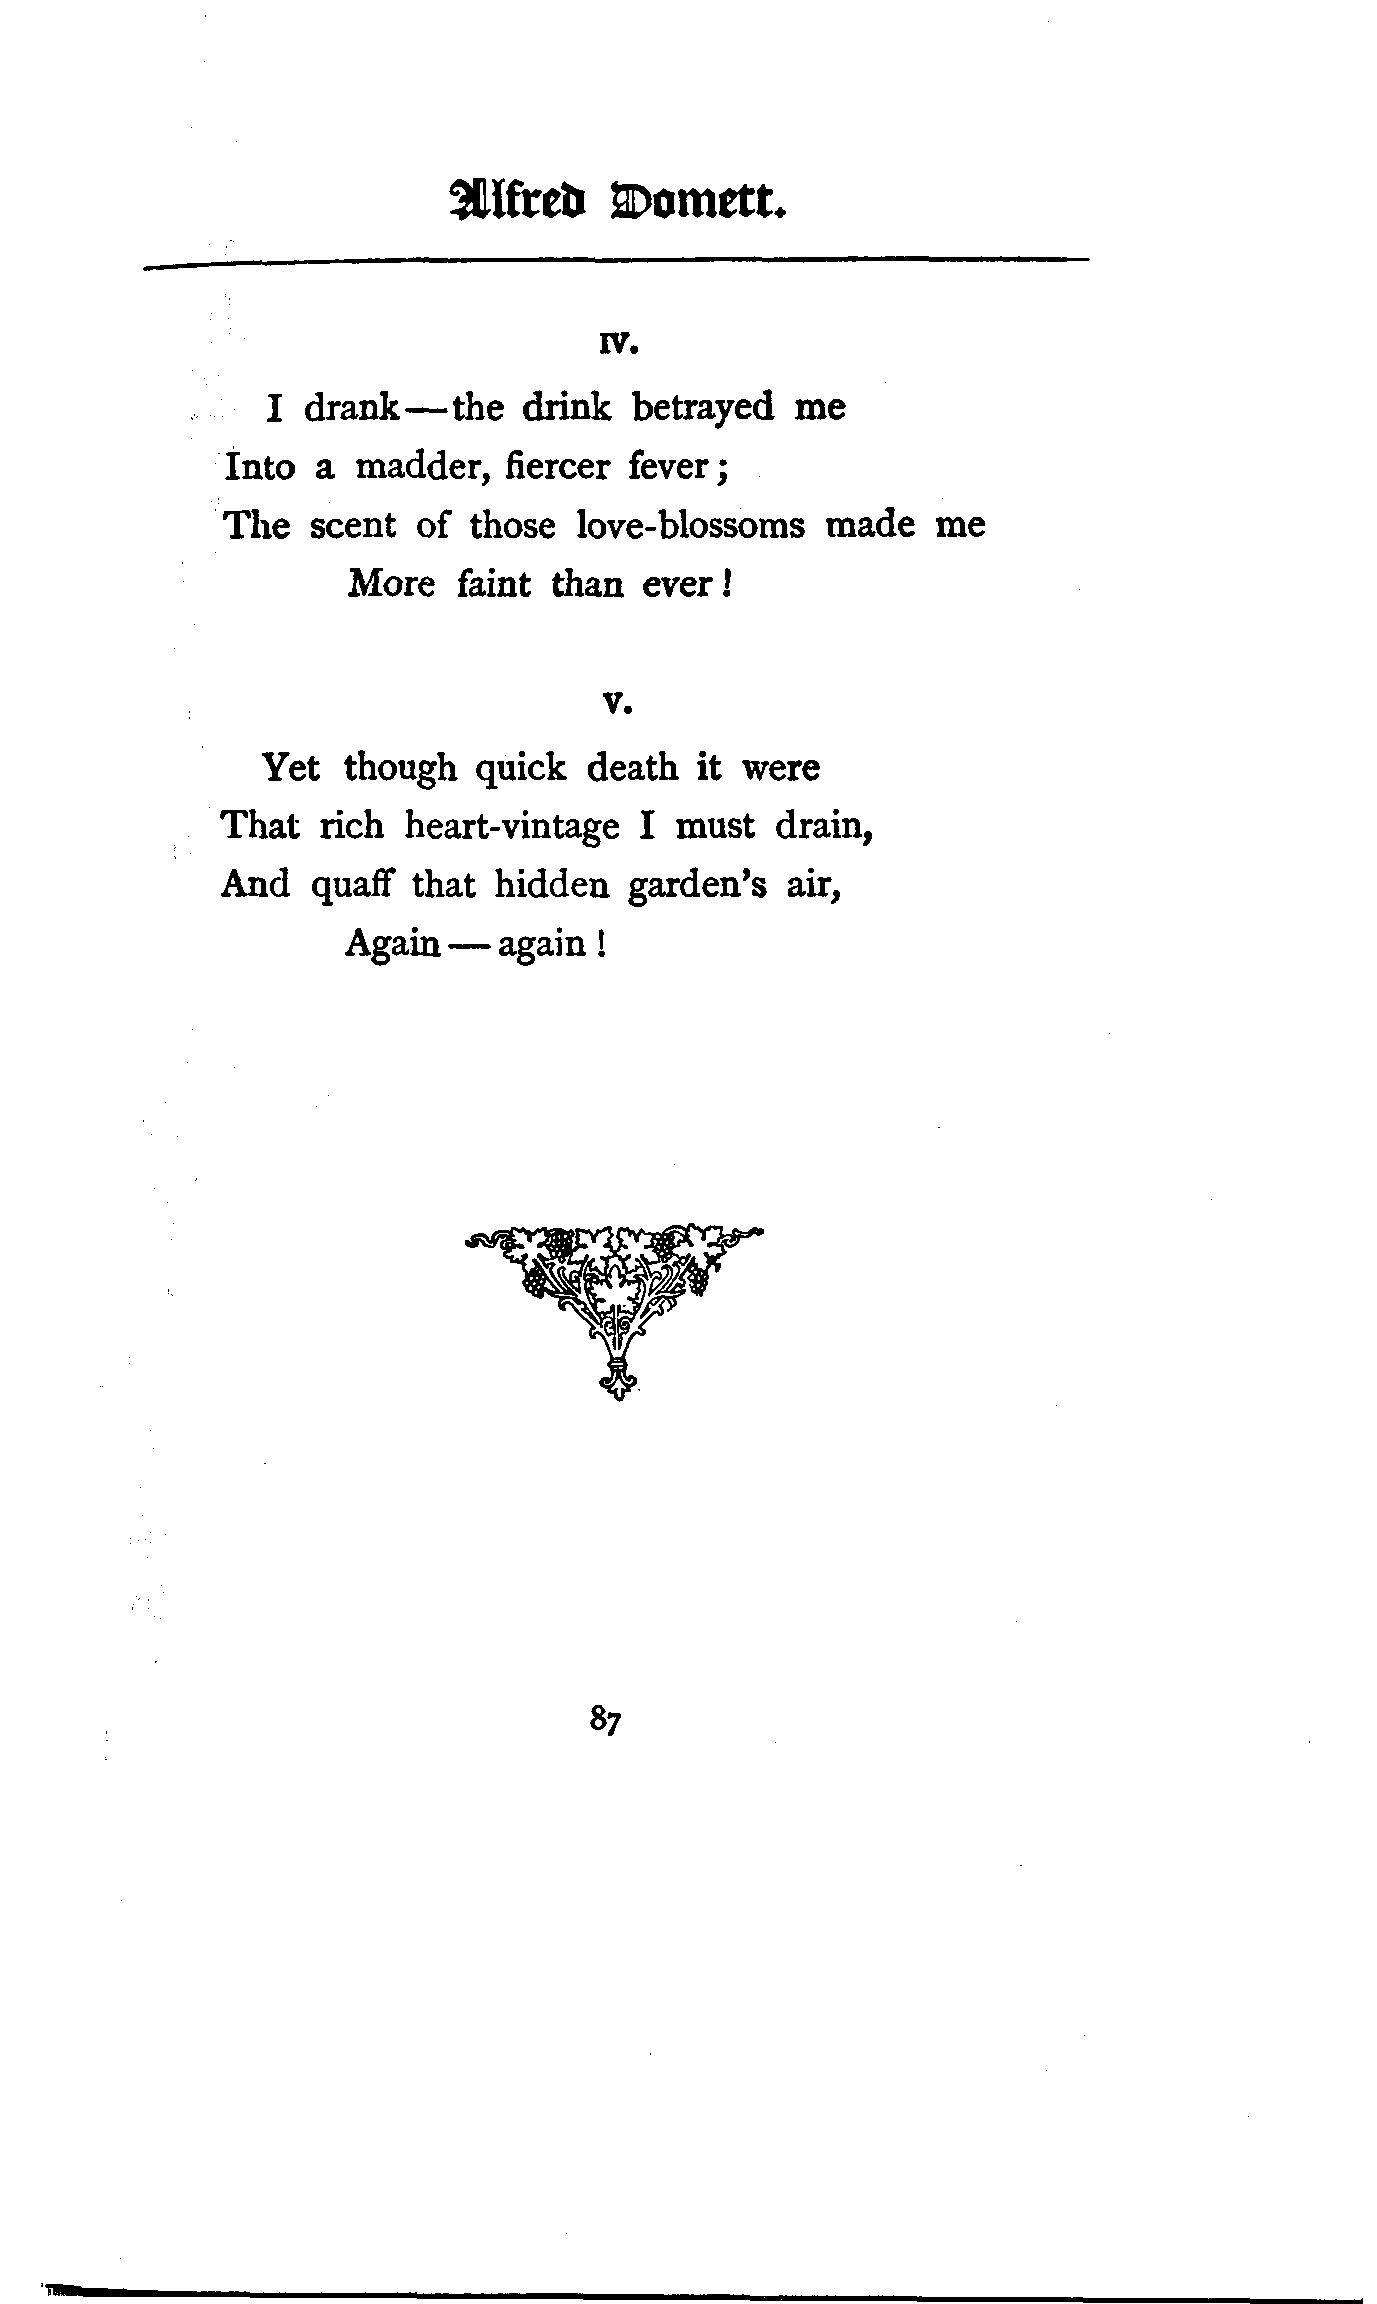 Alfred Domett.
IV.
I drank—the drink betrayed me
Into a madder, fiercer fever;
The scent of those love-blossoms made me
More faint than ever!
V.
Yet though quick death it were
That rich heart-vintage I must drain,
And quaff that hidden garden's air,
Again—again!
87